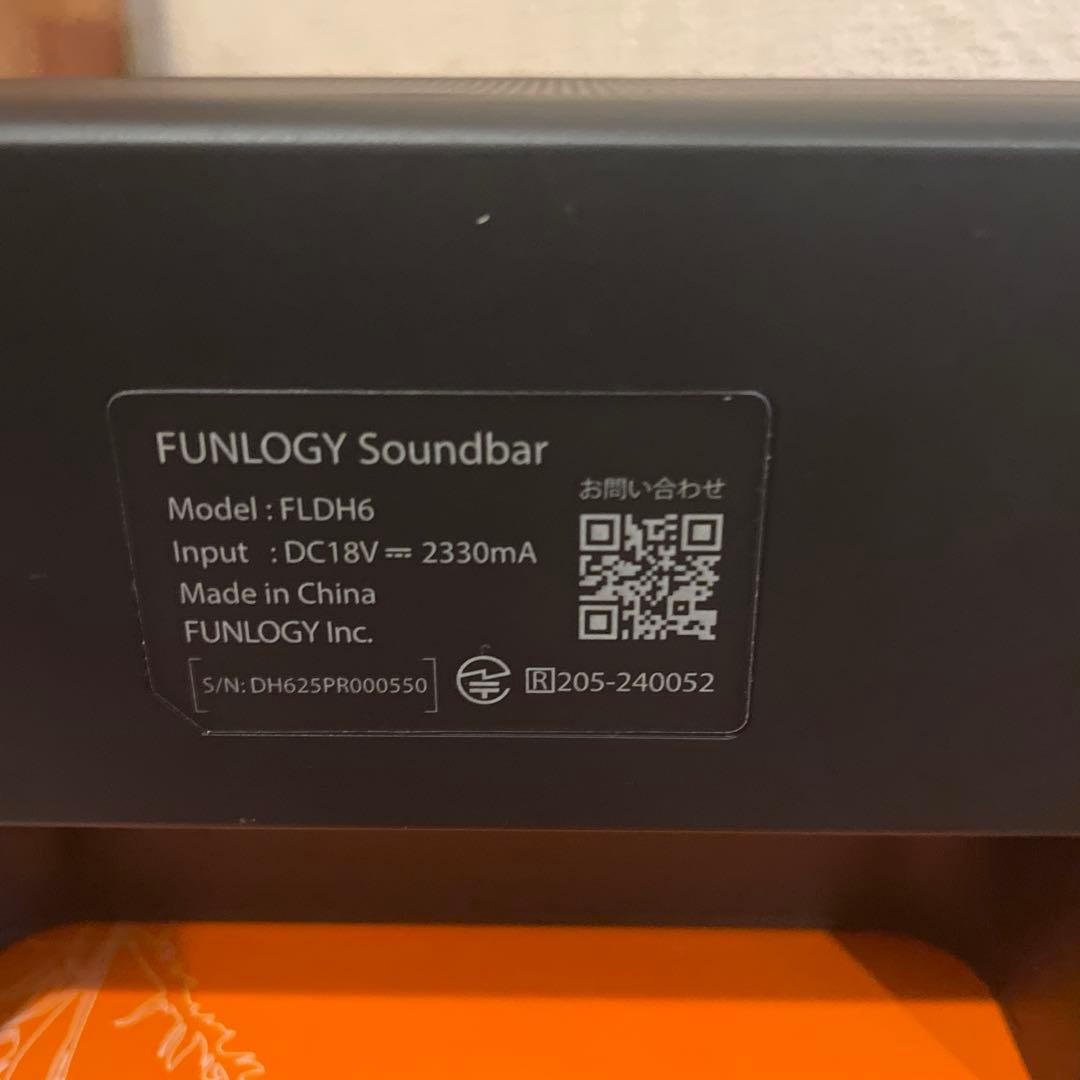 FUNLOGY Soundbar
Model : FLDH6
Input : DC18V⎓2330mA
Made in China
FUNLOGY Inc.
お問い合わせ
S/N: DH625PR000550
R 205-240052